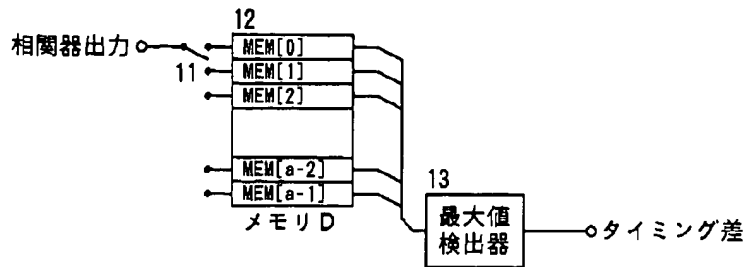 12
相関器出力
MEM[0]
11
MEM[1]
MEM[2]
MEM[a-2]
MEM[a-1]
メモリD
13
最大値
検出器
タイミング差